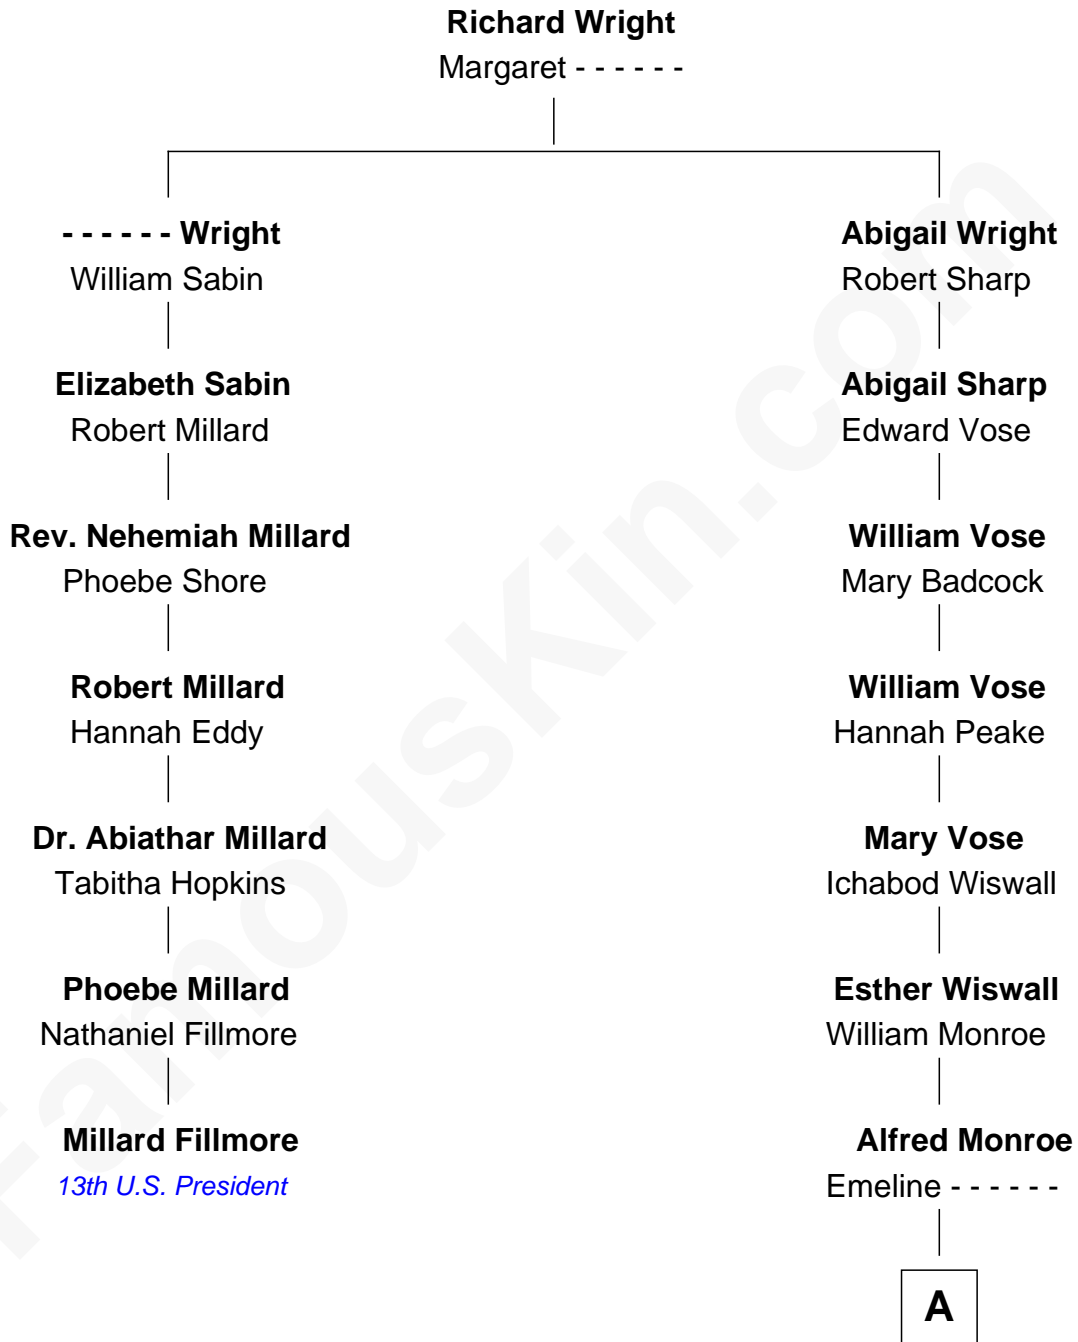 Richard Wright
Margaret - - - - - -
- - - - - - Wright
William Sabin
Elizabeth Sabin
Robert Millard
Rev. Nehemiah Millard
Phoebe Shore
Robert Millard
Hannah Eddy
Dr. Abiathar Millard
Tabitha Hopkins
Phoebe Millard
Nathaniel Fillmore
Millard Fillmore
13th U.S. President
Abigail Wright
Robert Sharp
Abigail Sharp
Edward Vose
William Vose
Mary Badcock
William Vose
Hannah Peake
Mary Vose
Ichabod Wiswall
Esther Wiswall
William Monroe
Alfred Monroe
Emeline - - - - - -
A
FamousKin.com